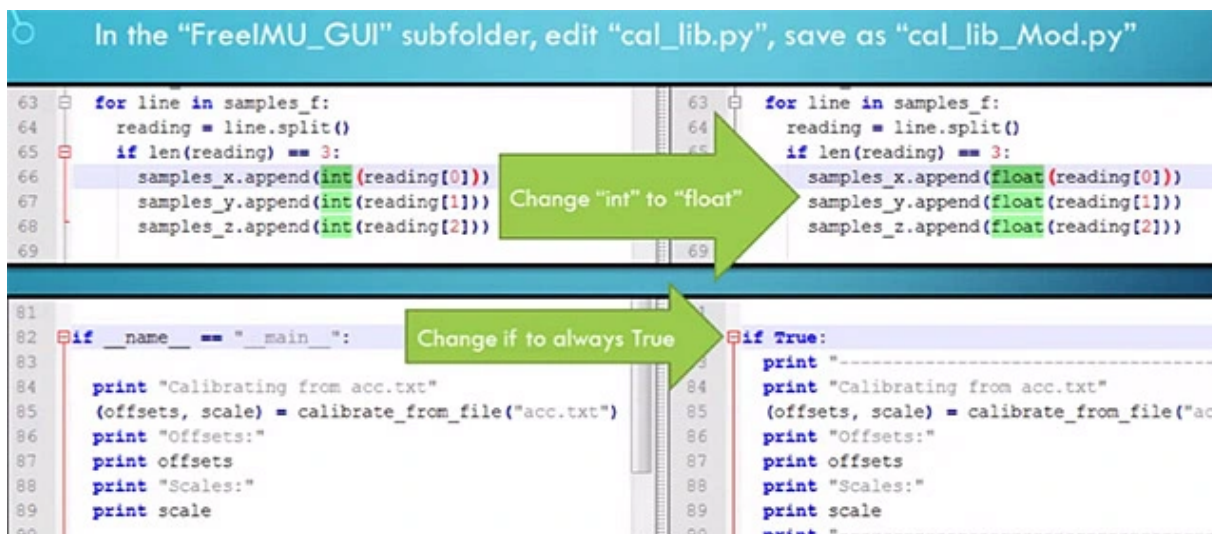 In the “FreeIMU_GUI” subfolder, edit “cal_lib.py”, save as “cal_lib_Mod.py”
63 for line in samples_f:
64 reading = line.split()
65 if len(reading) == 3:
66 samples_x.append(int(reading[0]))
67 samples_y.append(int(reading[1]))
68 samples_z.append(int(reading[2]))
69
Change “int” to “float”
63 for line in samples_f:
64 reading = line.split()
65 if len(reading) == 3:
66 samples_x.append(float(reading[0]))
67 samples_y.append(float(reading[1]))
68 samples_z.append(float(reading[2]))
69
81
82 if __name__ == "__main__":
83
84 print "Calibrating from acc.txt"
85 (offsets, scale) = calibrate_from_file("acc.txt")
86 print "Offsets:"
87 print offsets
88 print "Scales:"
89 print scale
Change if to always True
if True:
print "-----------------------------------
84 print "Calibrating from acc.txt"
85 (offsets, scale) = calibrate_from_file("ac
86 print "Offsets:"
87 print offsets
88 print "Scales:"
89 print scale